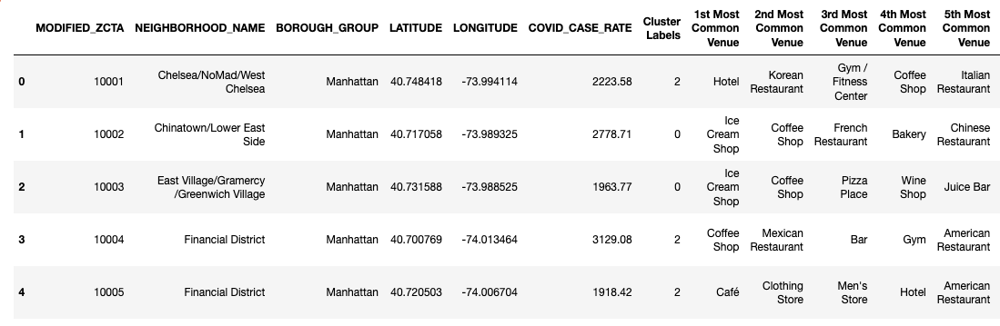 MODIFIED_ZCTA NEIGHBORHOOD_NAME BOROUGH_GROUP LATITUDE LONGITUDE COVID_CASE_RATE Cluster Labels 1st Most Common Venue 2nd Most Common Venue 3rd Most Common Venue 4th Most Common Venue 5th Most Common Venue
0 10001 Chelsea/NoMad/West Chelsea Manhattan 40.748418 -73.994114 2223.58 2 Hotel Korean Restaurant Gym / Fitness Center Coffee Shop Italian Restaurant
1 10002 Chinatown/Lower East Side Manhattan 40.717058 -73.989325 2778.71 0 Ice Cream Shop Coffee Shop French Restaurant Bakery Chinese Restaurant
2 10003 East Village/Gramercy /Greenwich Village Manhattan 40.731588 -73.988525 1963.77 0 Ice Cream Shop Coffee Shop Pizza Place Wine Shop Juice Bar
3 10004 Financial District Manhattan 40.700769 -74.013464 3129.08 2 Coffee Shop Mexican Restaurant Bar Gym American Restaurant
4 10005 Financial District Manhattan 40.720503 -74.006704 1918.42 2 Café Clothing Store Men's Store Hotel American Restaurant